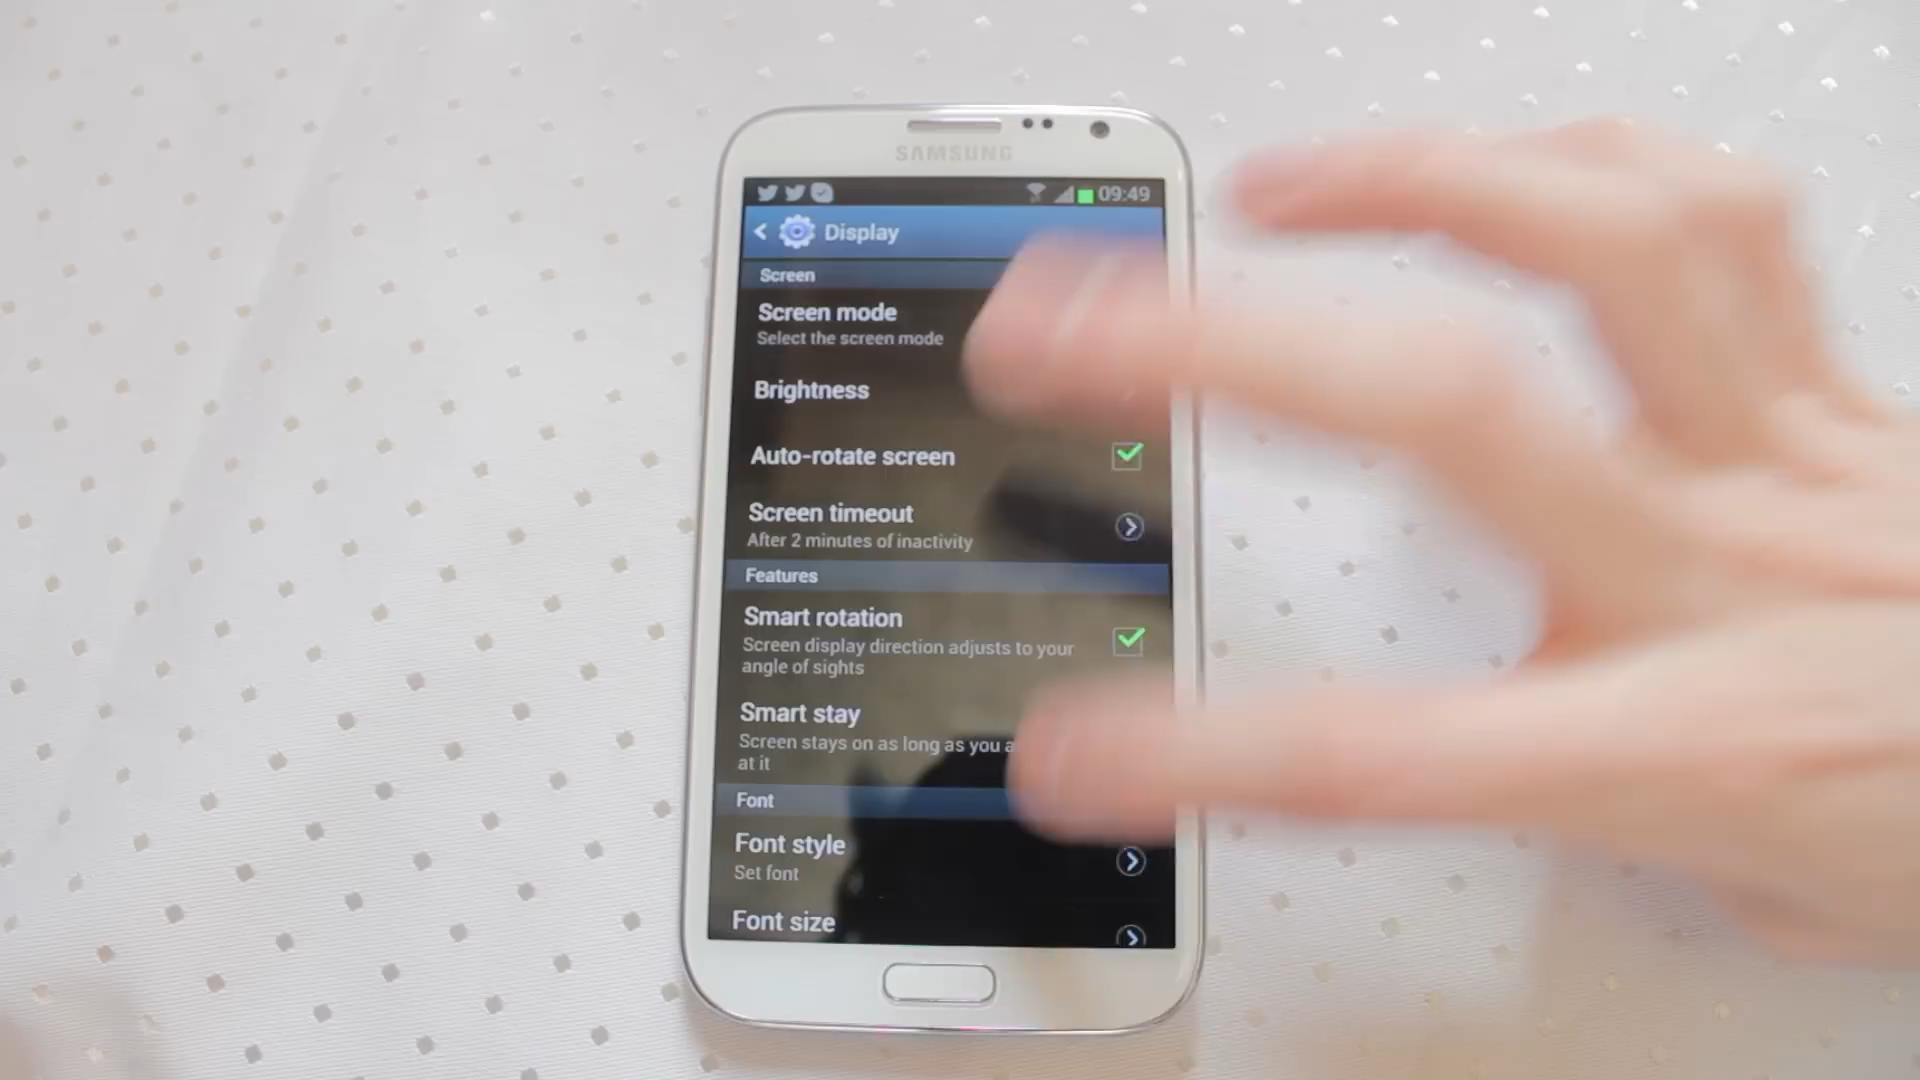 SAMSUNG
09:49
Display
Screen
Screen mode
Select the screen mode
Brightness
Auto-rotate screen
Screen timeout
After 2 minutes of inactivity
Features
Smart rotation
Screen display direction adjusts to your
angle of sights
Smart stay
Screen stays on as long as you
at it
Font
Font style
Set font
Font size